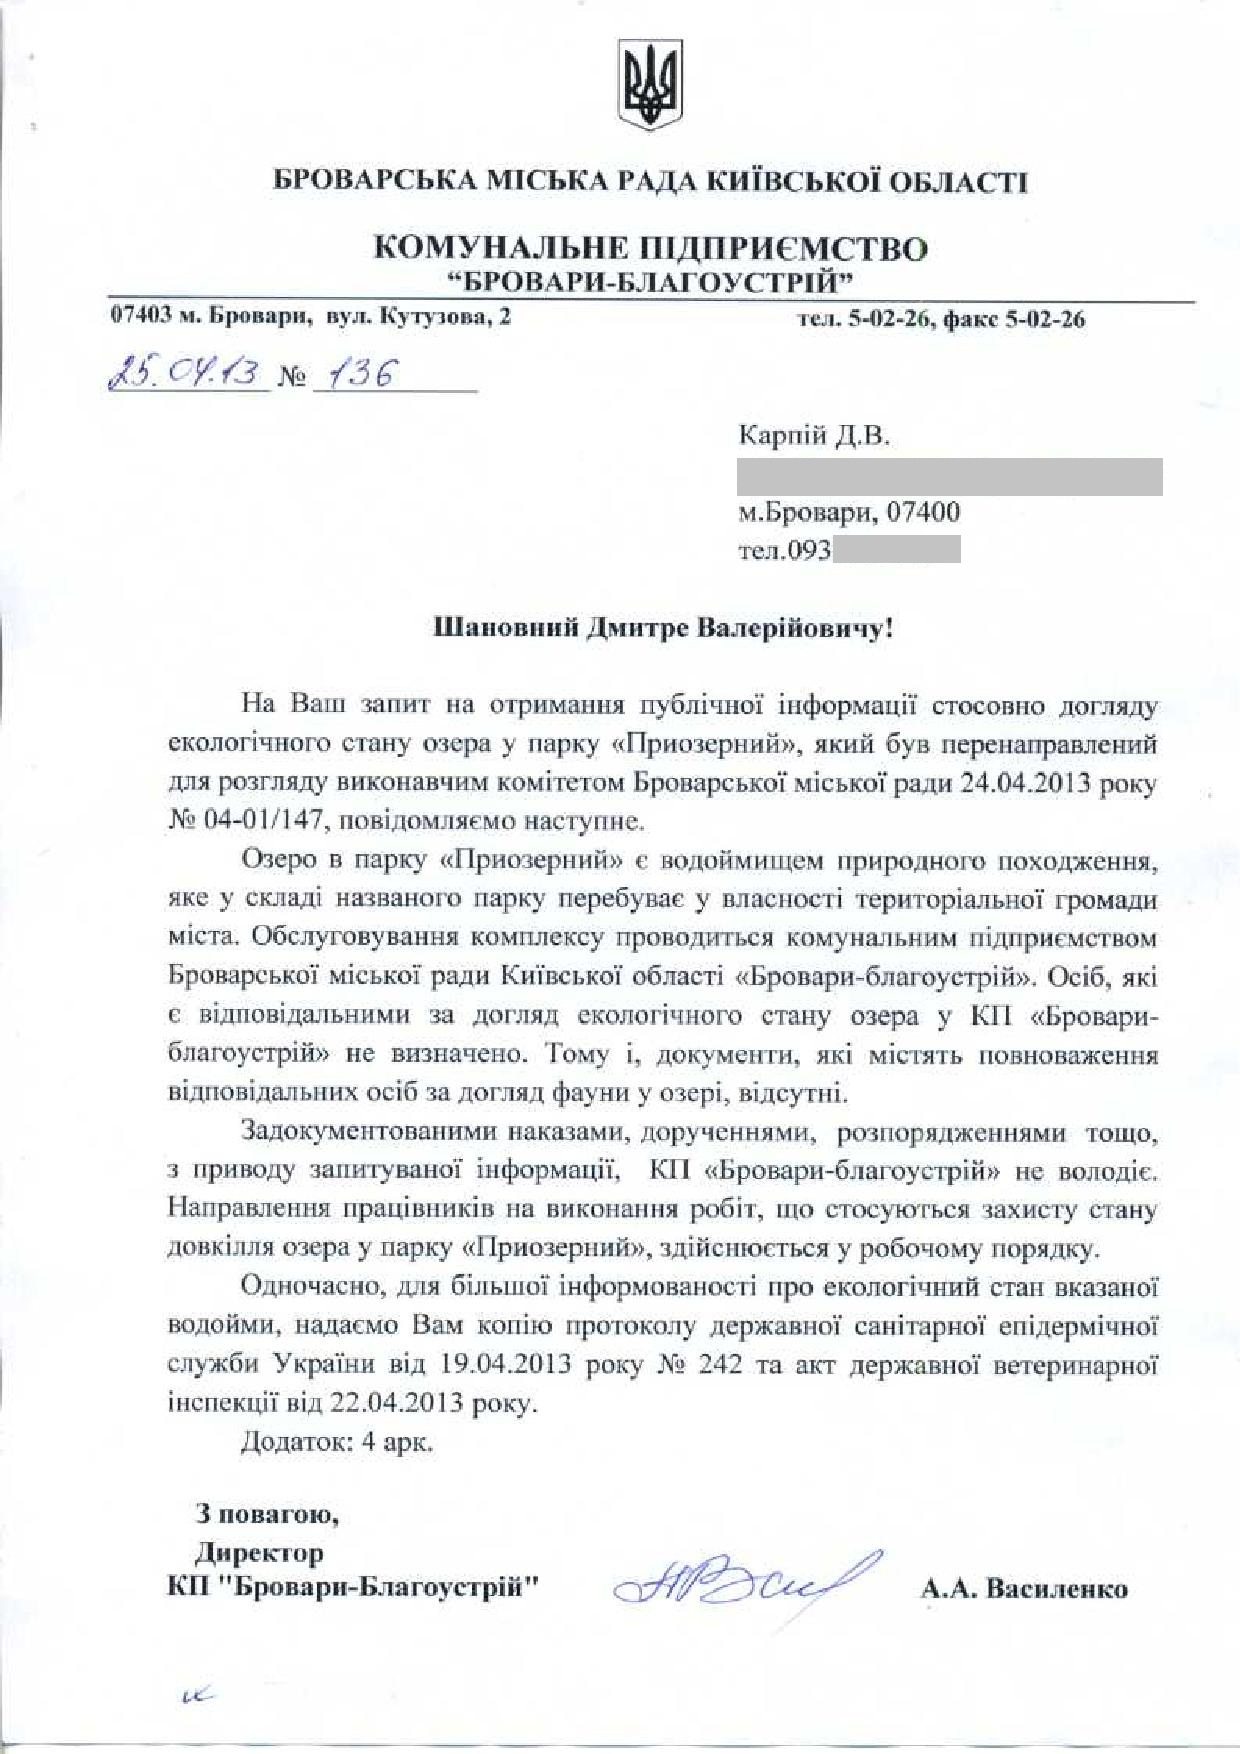 БРОВАРСЬКА МІСЬКА РАДА КИЇВСЬКОЇ ОБЛАСТІ
КОМУНАЛЬНЕ ПІДПРИЄМСТВО
“БРОВАРИ-БЛАГОУСТРІЙ”
07403 м. Бровари, вул. Кутузова, 2 тел. 5-02-26, факс 5-02-26
25.04.13 № 136
Карпій Д.В.
м.Бровари, 07400
тел.093
Шановний Дмитре Валерійовичу!
На Ваш запит на отримання публічної інформації стосовно догляду
екологічного стану озера у парку «Приозерний», який був перенаправлений
для розгляду виконавчим комітетом Броварської міської ради 24.04.2013 року
№ 04-01/147, повідомляємо наступне.
Озеро в парку «Приозерний» є водоймищем природного походження,
яке у складі названого парку перебуває у власності територіальної громади
міста. Обслуговування комплексу проводиться комунальним підприємством
Броварської міської ради Київської області «Бровари-благоустрій». Осіб, які
є відповідальними за догляд екологічного стану озера у КП «Бровари-
благоустрій» не визначено. Тому і, документи, які містять повноваження
відповідальних осіб за догляд фауни у озері, відсутні.
Задокументованими наказами, дорученнями, розпорядженнями тощо,
з приводу запитуваної інформації, КП «Бровари-благоустрій» не володіє.
Направлення працівників на виконання робіт, що стосуються захисту стану
довкілля озера у парку «Приозерний», здійснюється у робочому порядку.
Одночасно, для більшої інформованості про екологічний стан вказаної
водойми, надаємо Вам копію протоколу державної санітарної епідермічної
служби України від 19.04.2013 року № 242 та акт державної ветеринарної
інспекції від 22.04.2013 року.
Додаток: 4 арк.
З повагою,
Директор
КП "Бровари-Благоустрій" А.А. Василенко